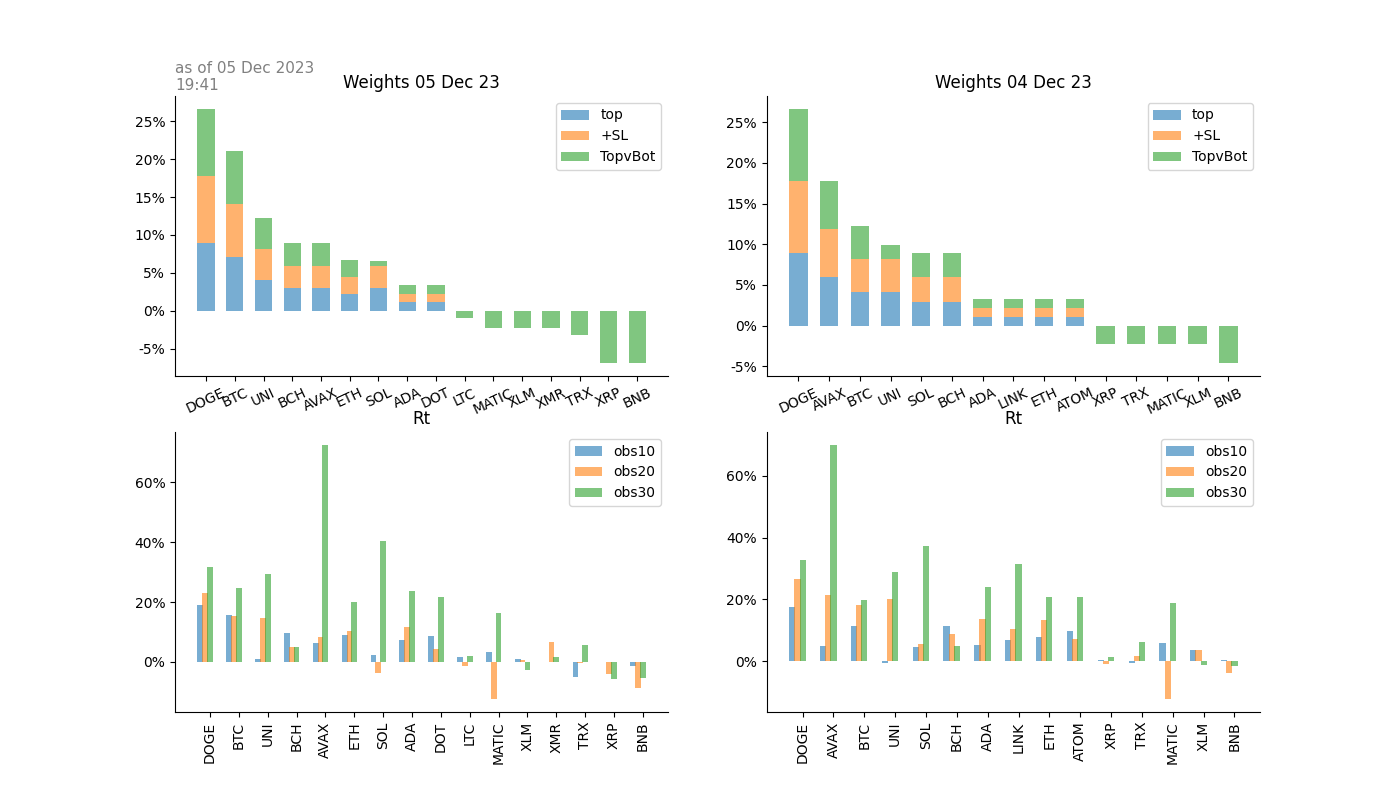 as of 05 Dec 2023
19:41
Weights 05 Dec 23
25%
20%
15%
10%
5%
0%
-5%
top
+SL
TopvBot
DOGE BTC UNI BCH AVAX ETH SOL ADA DOT LTC MATIC XLM XMR TRX XRP BNB
Weights 04 Dec 23
25%
20%
15%
10%
5%
0%
-5%
top
+SL
TopvBot
DOGE AVAX BTC UNI SOL BCH ADA LINK ETH ATOM XRP TRX MATIC XLM BNB
Rt
60%
40%
20%
0%
obs10
obs20
obs30
DOGE BTC UNI BCH AVAX ETH SOL ADA DOT LTC MATIC XLM XMR TRX XRP BNB
Rt
60%
40%
20%
0%
obs10
obs20
obs30
DOGE AVAX BTC UNI SOL BCH ADA LINK ETH ATOM XRP TRX MATIC XLM BNB